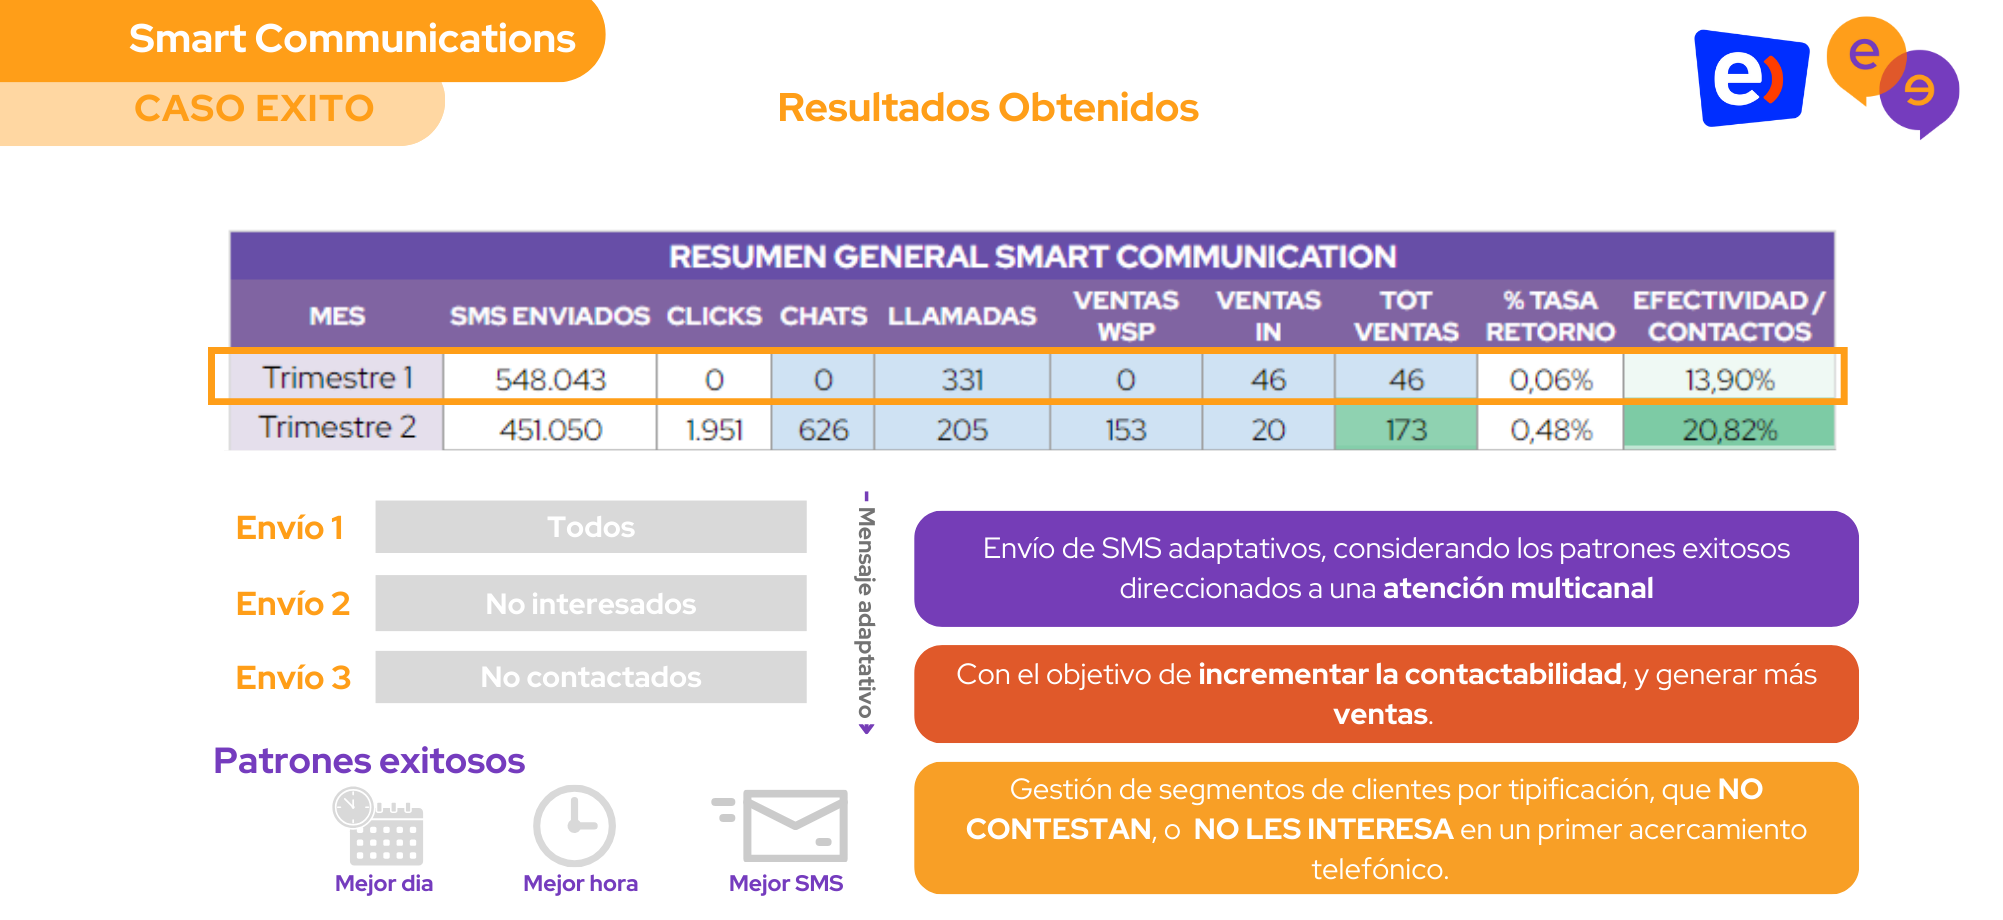 Smart Communications
CASO EXITO
Resultados Obtenidos
e
e
e
RESUMEN GENERAL SMART COMMUNICATION
MES SMS ENVIADOS CLICKS CHATS LLAMADAS VENTAS WSP VENTAS IN TOT VENTAS % TASA RETORNO EFECTIVIDAD / CONTACTOS
Trimestre 1 548.043 0 0 331 0 46 46 0,06% 13,90%
Trimestre 2 451.050 1.951 626 205 153 20 173 0,48% 20,82%
Envío 1 Todos
Envío 2 No interesados
Envío 3 No contactados
Mensaje adaptativo
Envío de SMS adaptativos, considerando los patrones exitosos
direccionados a una atención multicanal
Con el objetivo de incrementar la contactabilidad, y generar más
ventas.
Gestión de segmentos de clientes por tipificación, que NO
CONTESTAN, o NO LES INTERESA en un primer acercamiento
telefónico.
Patrones exitosos
Mejor dia
Mejor hora
Mejor SMS